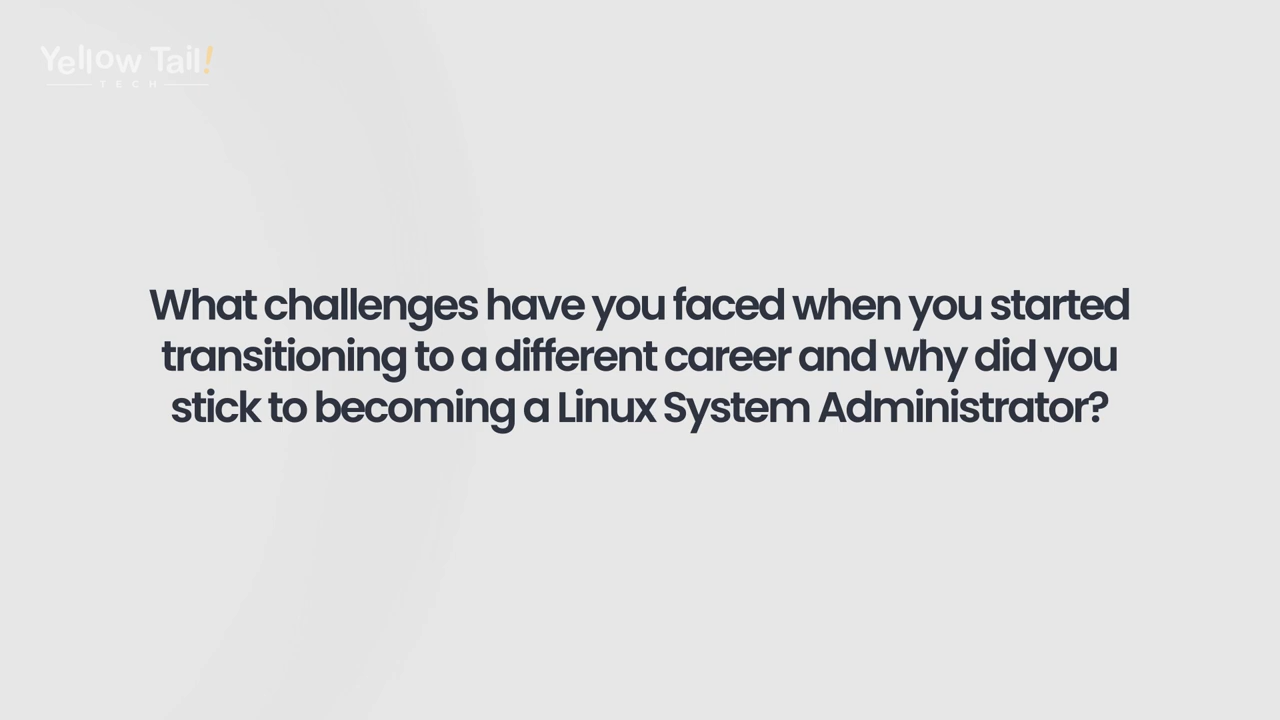 Yellow Tail!
TECH
What challenges have you faced when you started
transitioning to a different career and why did you
stick to becoming a Linux System Administrator?